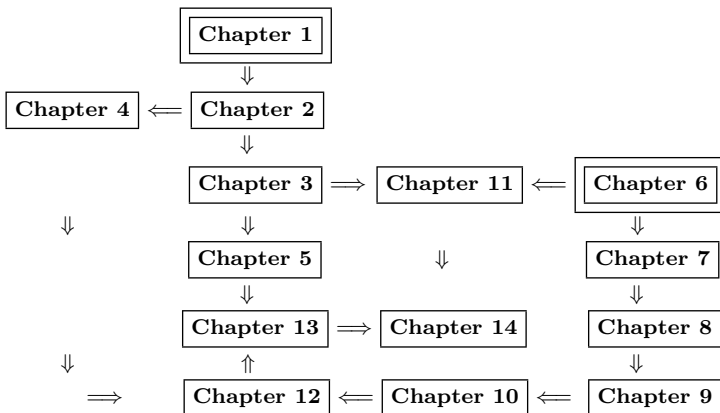 Chapter 1
⇓
Chapter 4 ⟸ Chapter 2
⇓
Chapter 3 ⟹ Chapter 11 ⟸ Chapter 6
⇓ ⇓ ⇓
Chapter 5 ⇓ Chapter 7
⇓ ⇓
Chapter 13 ⟹ Chapter 14 Chapter 8
⇓ ⇑ ⇓
⟹ Chapter 12 ⟸ Chapter 10 ⟸ Chapter 9